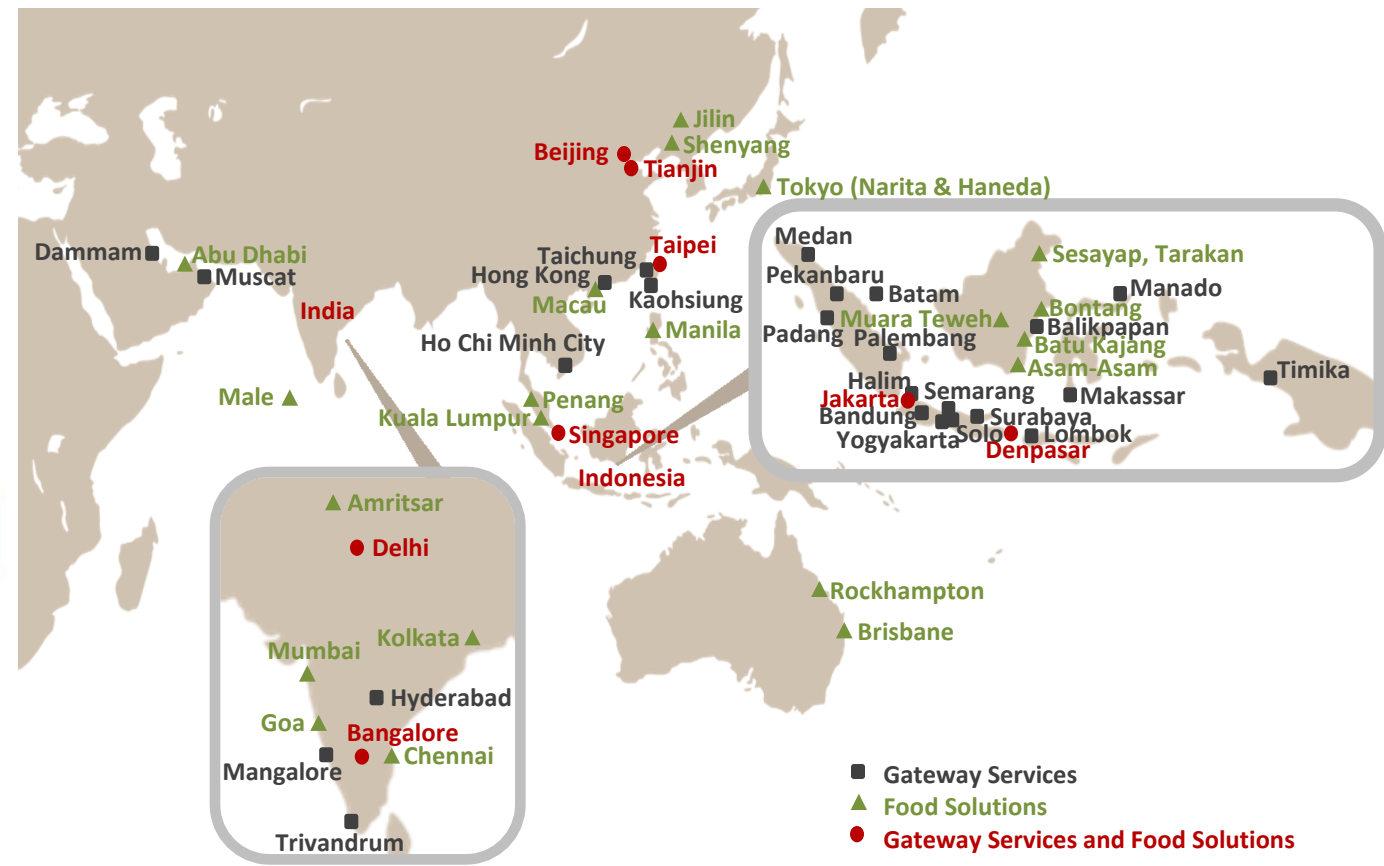 Jilin
Shenyang
Beijing
Tianjin
Tokyo (Narita & Haneda)
Dammam
Abu Dhabi
Muscat
India
Taichung
Taipei
Hong Kong
Macau
Kaohsiung
Manila
Ho Chi Minh City
Male
Penang
Kuala Lumpur
Singapore
Indonesia
Medan
Sesayap, Tarakan
Pekanbaru
Batam
Manado
Bontang
Muara Teweh
Balikpapan
Padang
Palembang
Batu Kajang
Asam-Asam
Timika
Halim
Semarang
Makassar
Jakarta
Bandung
Surabaya
Yogyakarta
Solo
Lombok
Denpasar
Amritsar
Delhi
Kolkata
Mumbai
Hyderabad
Goa
Bangalore
Chennai
Mangalore
Trivandrum
Rockhampton
Brisbane
Gateway Services
Food Solutions
Gateway Services and Food Solutions